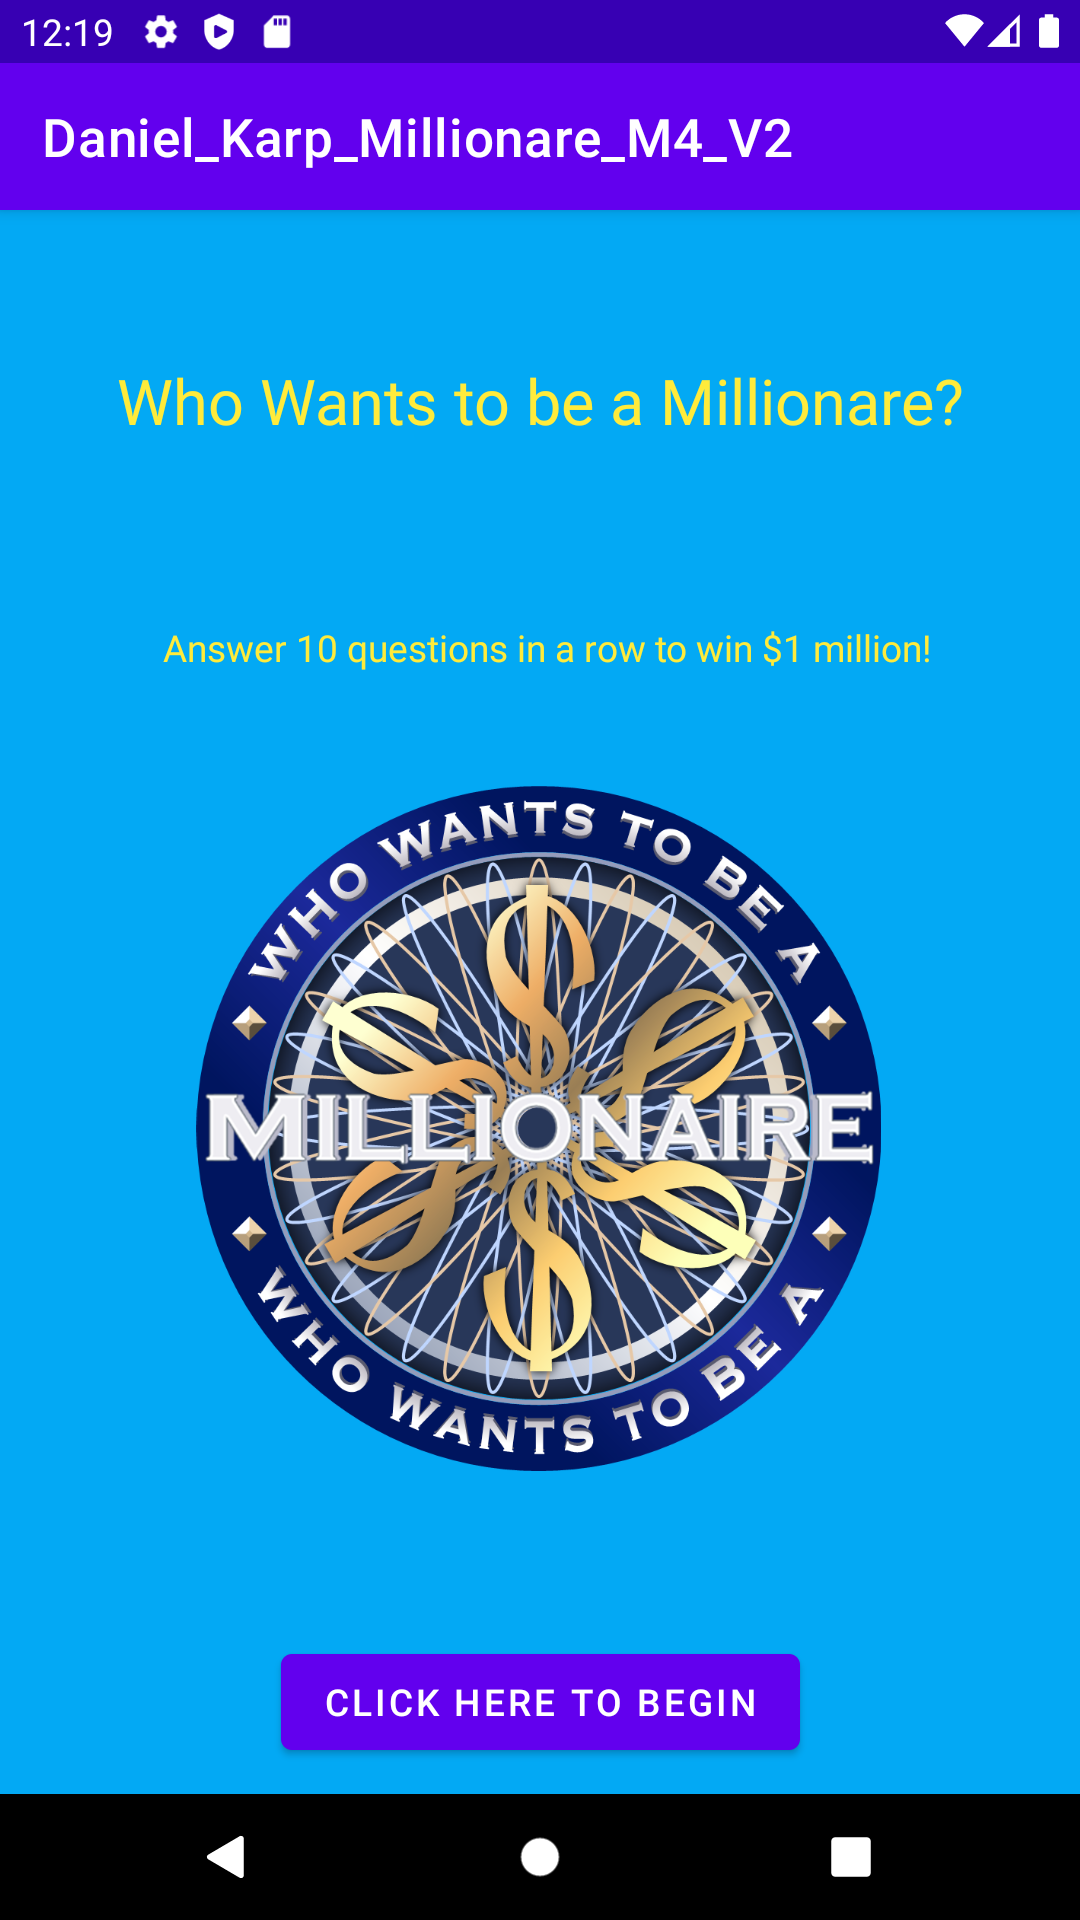 12:19
Daniel_Karp_Millionare_M4_V2
Who Wants to be a Millionare?
Answer 10 questions in a row to win $1 million!
WHO WANTS TO BE A
MILLIONAIRE
WHO WANTS TO BE A
CLICK HERE TO BEGIN